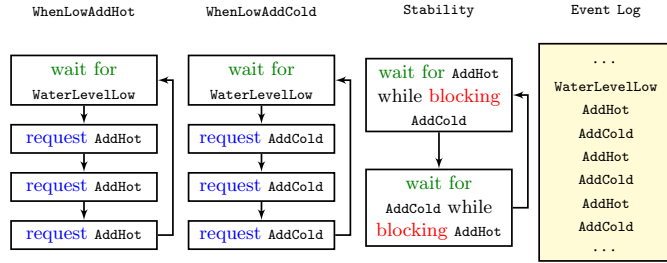 WhenLowAddHot
wait for
WaterLevelLow
request AddHot
request AddHot
request AddHot
WhenLowAddCold
wait for
WaterLevelLow
request AddCold
request AddCold
request AddCold
Stability
wait for AddHot
while blocking
AddCold
wait for
AddCold while
blocking AddHot
Event Log
...
WaterLevelLow
AddHot
AddCold
AddHot
AddCold
AddHot
AddCold
...